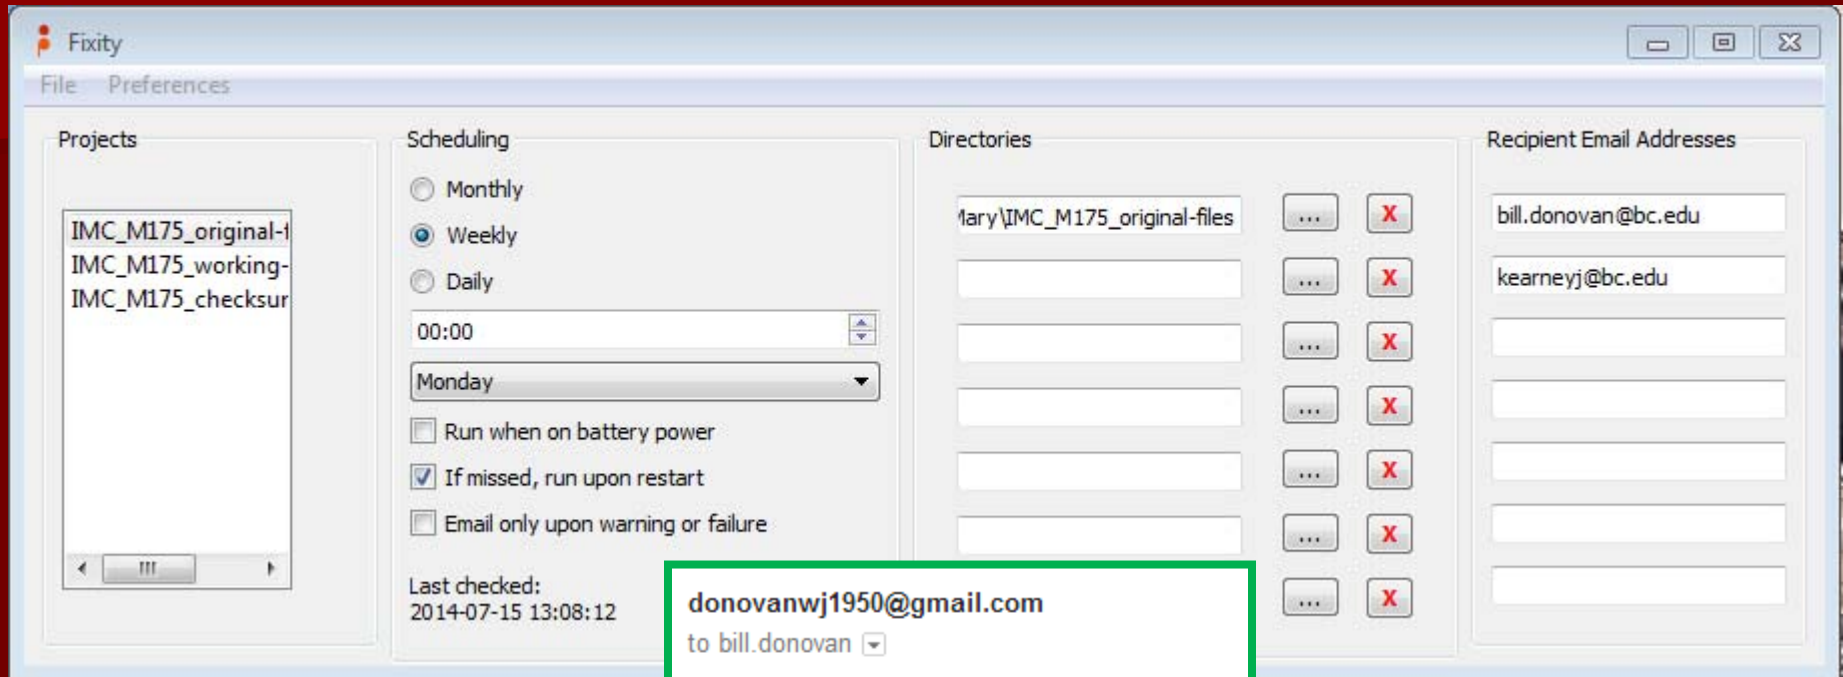 Fixity
File Preferences
Projects
IMC_M175_original-f
IMC_M175_working-
IMC_M175_checksur
Scheduling
Monthly
Weekly
Daily
00:00
Monday
Run when on battery power
If missed, run upon restart
Email only upon warning or failure
Last checked:
2014-07-15 13:08:12
Directories
Mary\IMC_M175_original-files ... X
... X
... X
... X
... X
... X
... X
Recipient Email Addresses
bill.donovan@bc.edu
kearneyj@bc.edu
donovanwj1950@gmail.com
to bill.donovan